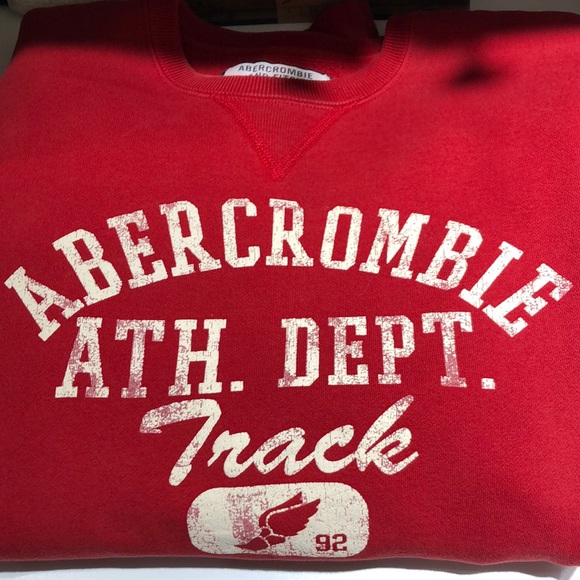 ABERCROMBIE
ABERCROMBIE
ATH. DEPT.
Track
92